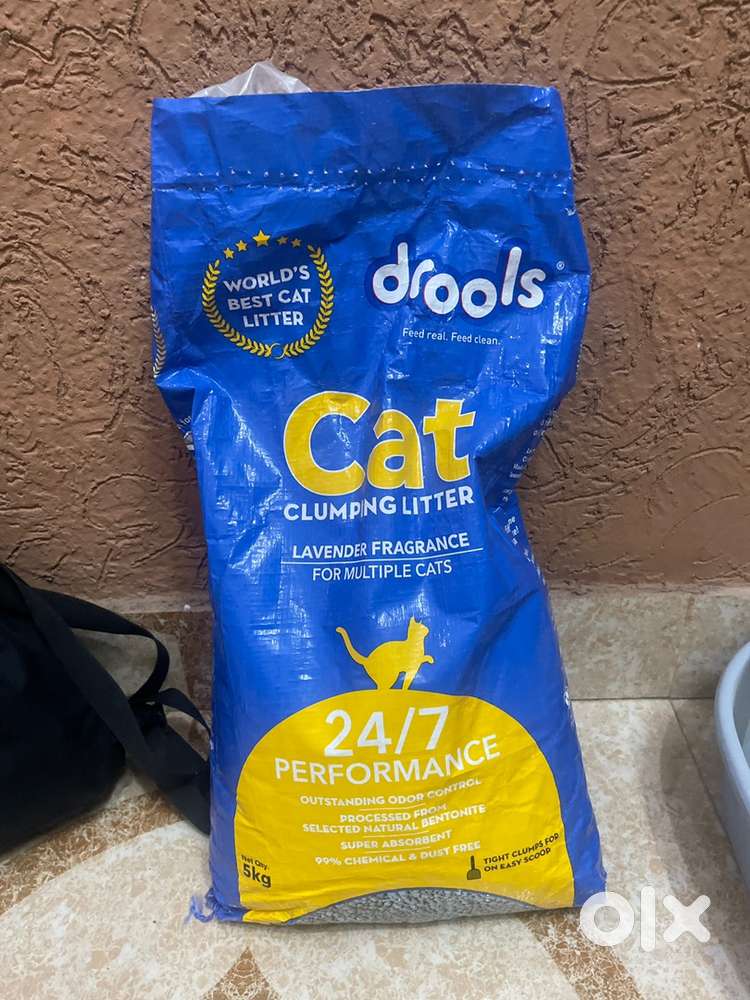 WORLD'S
BEST CAT
LITTER
drools®
Feed real. Feed clean.
Cat
CLUMPING LITTER
LAVENDER FRAGRANCE
FOR MULTIPLE CATS
24/7
PERFORMANCE
OUTSTANDING ODOR CONTROL
PROCESSED FROM
SELECTED NATURAL BENTONITE
SUPER ABSORBENT
99% CHEMICAL & DUST FREE
Net Qty.
5kg
TIGHT CLUMPS FOR
ON EASY SCOOP
olx